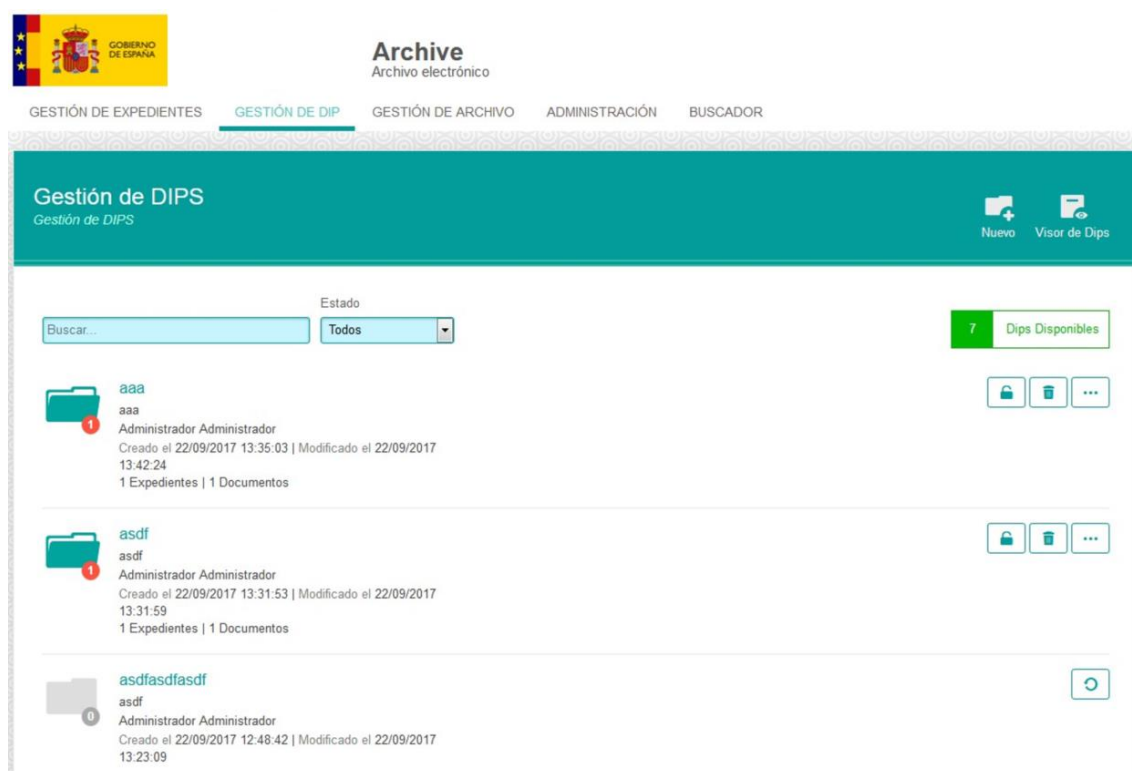 GOBIERNO
DE ESPAÑA
Archive
Archivo electrónico
GESTIÓN DE EXPEDIENTES GESTIÓN DE DIP GESTIÓN DE ARCHIVO ADMINISTRACIÓN BUSCADOR
Gestión de DIPS
Gestión de DIPS
Nuevo Visor de Dips
Estado
Buscar... Todos
7 Dips Disponibles
aaa
aaa
1
Administrador Administrador
Creado el 22/09/2017 13:35:03 | Modificado el 22/09/2017
13:42:24
1 Expedientes | 1 Documentos
asdf
asdf
1
Administrador Administrador
Creado el 22/09/2017 13:31:53 | Modificado el 22/09/2017
13:31:59
1 Expedientes | 1 Documentos
asdfasdfasdf
asdf
0
Administrador Administrador
Creado el 22/09/2017 12:48:42 | Modificado el 22/09/2017
13:23:09